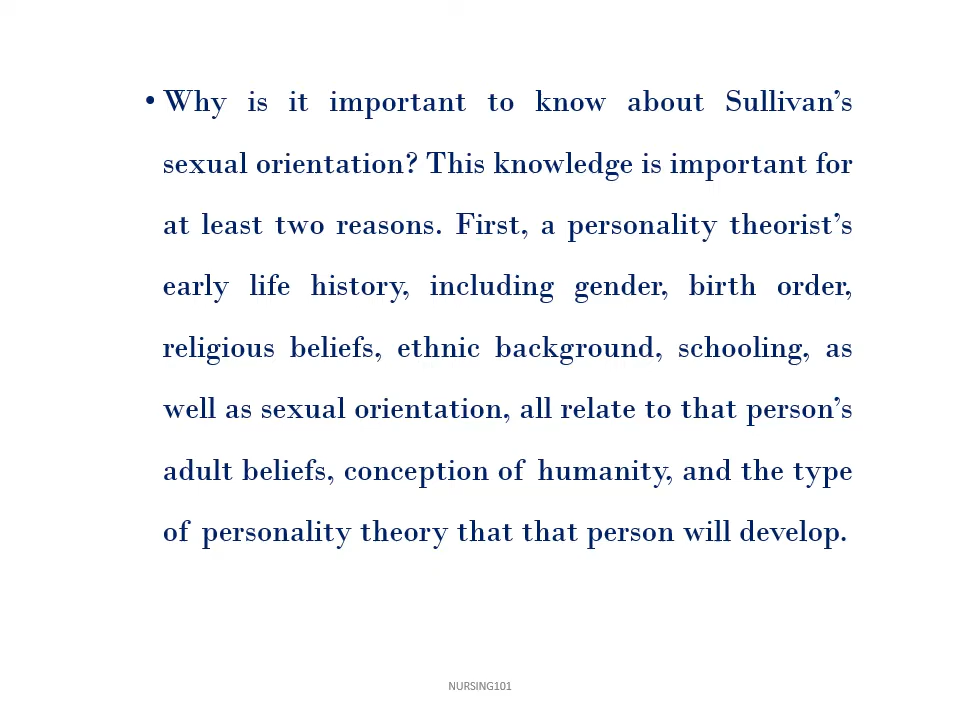 • Why is it important to know about Sullivan’s
sexual orientation? This knowledge is important for
at least two reasons. First, a personality theorist’s
early life history, including gender, birth order,
religious beliefs, ethnic background, schooling, as
well as sexual orientation, all relate to that person’s
adult beliefs, conception of humanity, and the type
of personality theory that that person will develop.
NURSING101